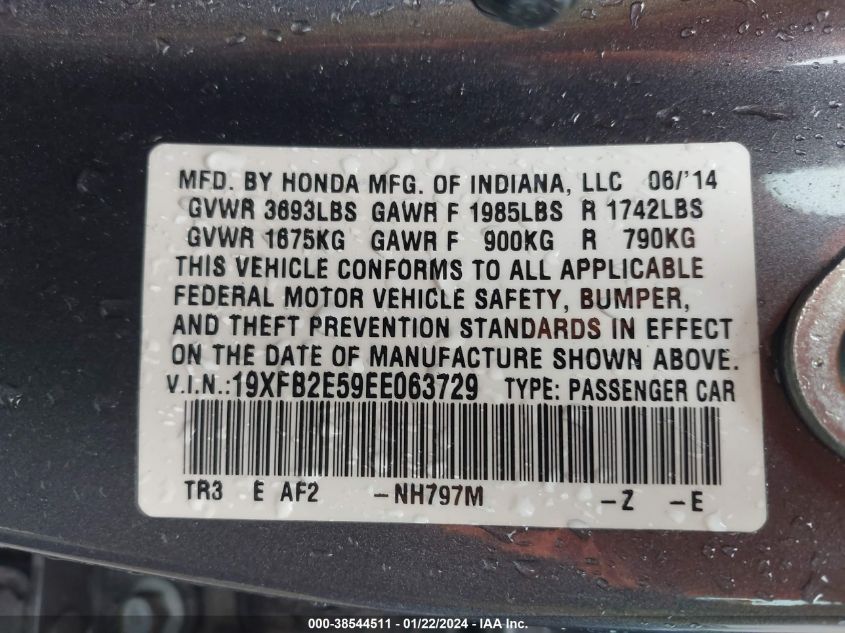 MFD. BY HONDA MFG. OF INDIANA, LLC 06/'14
GVWR 3693LBS GAWR F 1985LBS R 1742LBS
GVWR 1675KG GAWR F 900KG R 790KG
THIS VEHICLE CONFORMS TO ALL APPLICABLE
FEDERAL MOTOR VEHICLE SAFETY, BUMPER,
AND THEFT PREVENTION STANDARDS IN EFFECT
ON THE DATE OF MANUFACTURE SHOWN ABOVE.
V.I.N.:19XFB2E59EE063729 TYPE: PASSENGER CAR
TR3 E AF2 -NH797M -Z -E
000-38544511 - 01/22/2024 - IAA Inc.